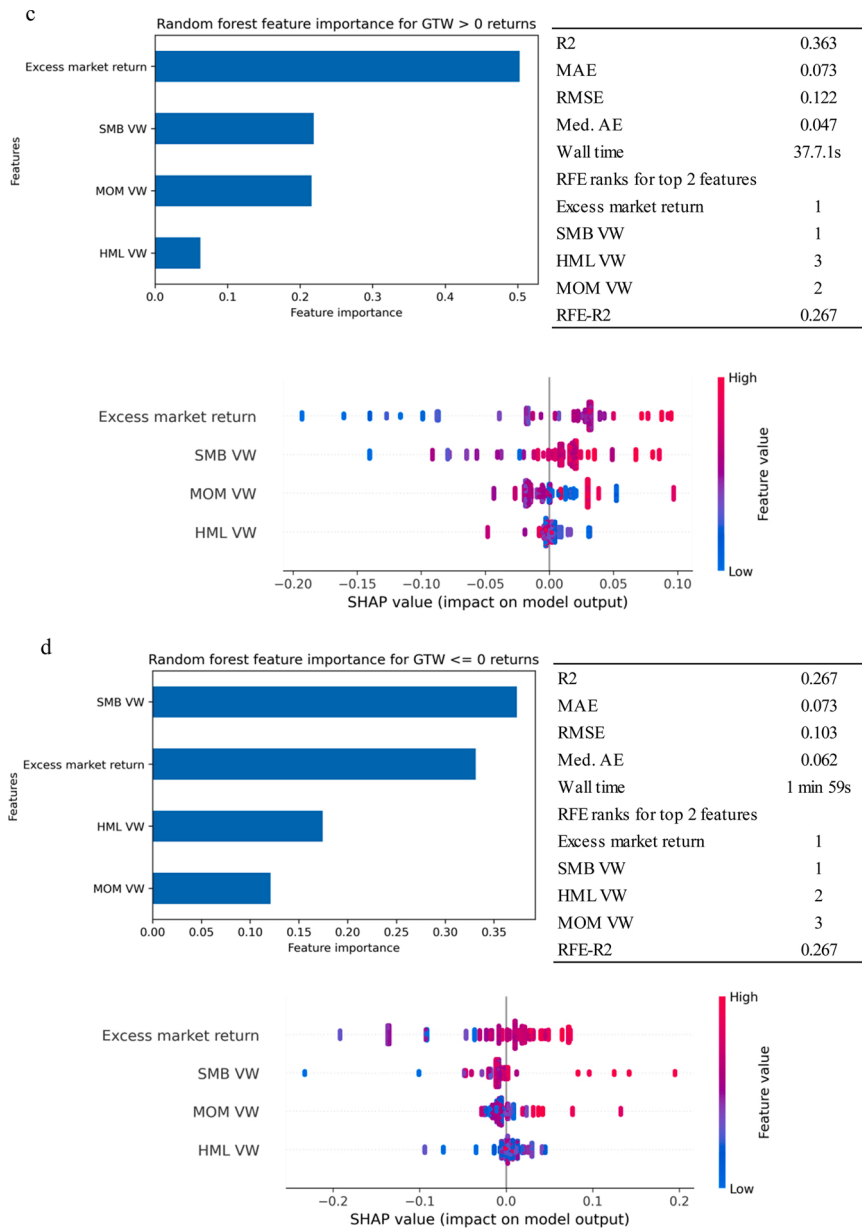 c
Random forest feature importance for GTW > 0 returns
Features
Excess market return
SMB VW
MOM VW
HML VW
0.0 0.1 0.2 0.3 0.4 0.5
Feature importance
R2 0.363
MAE 0.073
RMSE 0.122
Med. AE 0.047
Wall time 37.7.1s
RFE ranks for top 2 features
Excess market return 1
SMB VW 1
HML VW 3
MOM VW 2
RFE-R2 0.267
Excess market return
SMB VW
MOM VW
HML VW
−0.20 −0.15 −0.10 −0.05 0.00 0.05 0.10
SHAP value (impact on model output)
High
Feature value
Low
d
Random forest feature importance for GTW <= 0 returns
Features
SMB VW
Excess market return
HML VW
MOM VW
0.00 0.05 0.10 0.15 0.20 0.25 0.30 0.35
Feature importance
R2 0.267
MAE 0.073
RMSE 0.103
Med. AE 0.062
Wall time 1 min 59s
RFE ranks for top 2 features
Excess market return 1
SMB VW 1
HML VW 2
MOM VW 3
RFE-R2 0.267
Excess market return
SMB VW
MOM VW
HML VW
−0.2 −0.1 0.0 0.1 0.2
SHAP value (impact on model output)
High
Feature value
Low